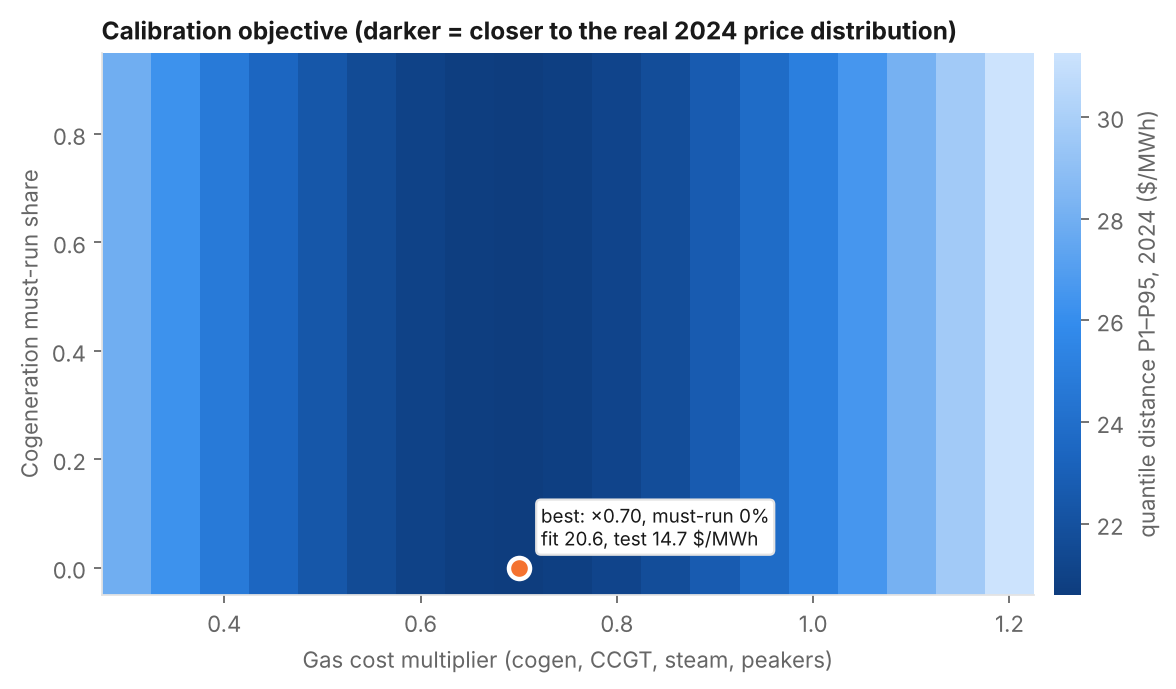 Calibration objective (darker = closer to the real 2024 price distribution)
Cogeneration must-run share
0.8
0.6
0.4
0.2
0.0
best: ×0.70, must-run 0%
fit 20.6, test 14.7 $/MWh
0.4
0.6
0.8
1.0
1.2
Gas cost multiplier (cogen, CCGT, steam, peakers)
30
28
26
24
22
quantile distance P1–P95, 2024 ($/MWh)